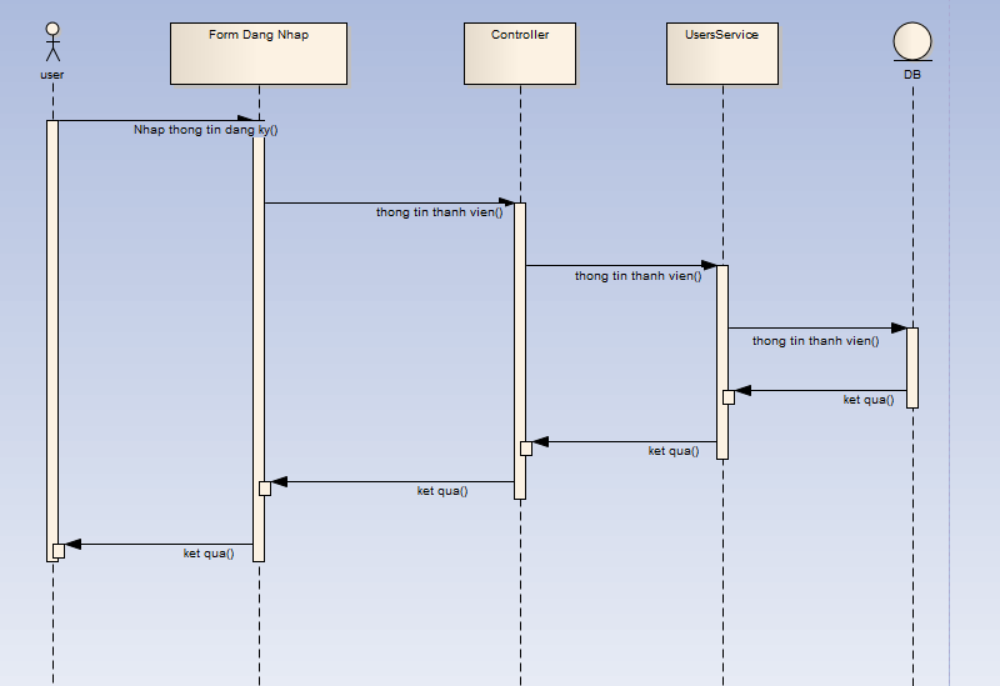 Form Dang Nhap
Controller
UsersService
user
DB
Nhap thong tin dang ky()
thong tin thanh vien()
thong tin thanh vien()
thong tin thanh vien()
ket qua()
ket qua()
ket qua()
ket qua()